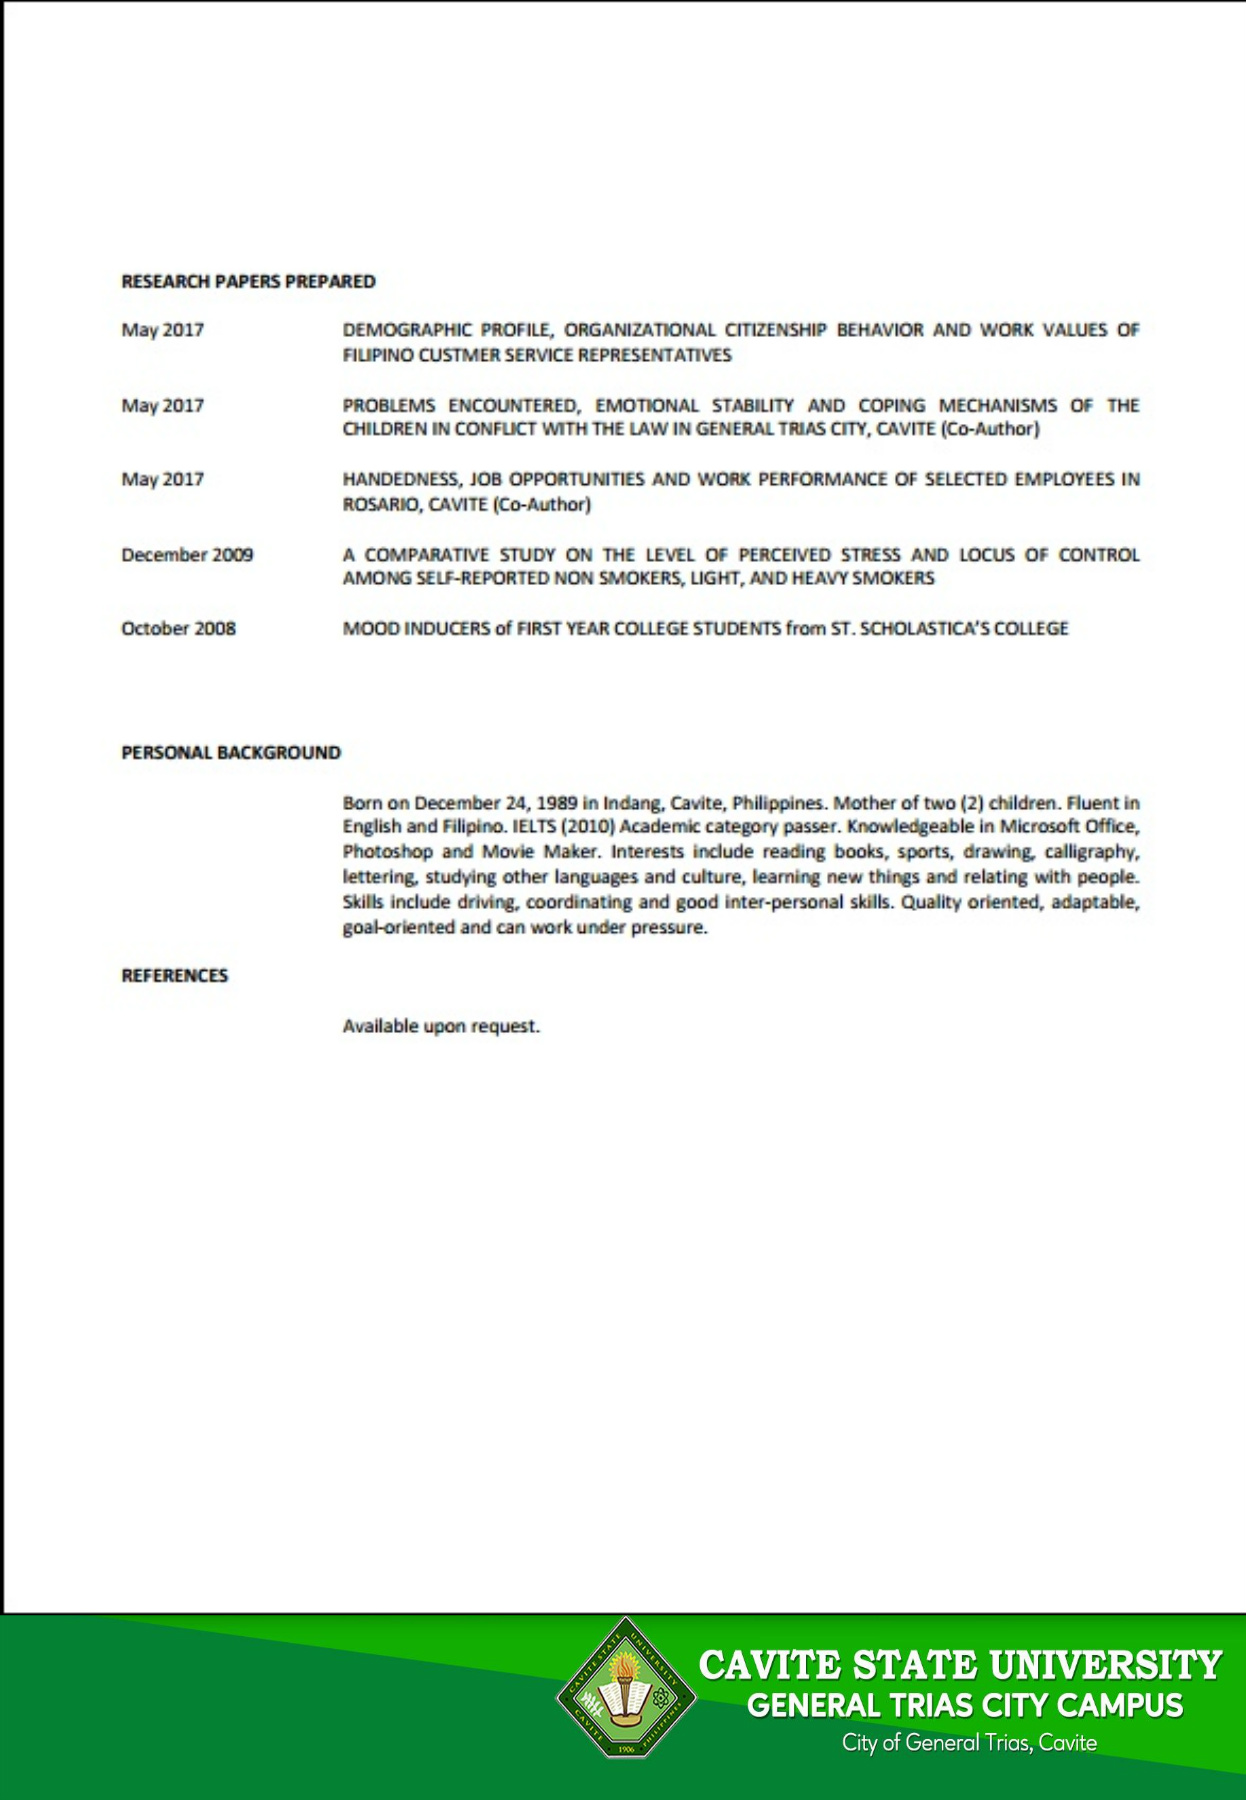 RESEARCH PAPERS PREPARED
May 2017 DEMOGRAPHIC PROFILE, ORGANIZATIONAL CITIZENSHIP BEHAVIOR AND WORK VALUES OF
FILIPINO CUSTMER SERVICE REPRESENTATIVES
May 2017 PROBLEMS ENCOUNTERED, EMOTIONAL STABILITY AND COPING MECHANISMS OF THE
CHILDREN IN CONFLICT WITH THE LAW IN GENERAL TRIAS CITY, CAVITE (Co-Author)
May 2017 HANDEDNESS, JOB OPPORTUNITIES AND WORK PERFORMANCE OF SELECTED EMPLOYEES IN
ROSARIO, CAVITE (Co-Author)
December 2009 A COMPARATIVE STUDY ON THE LEVEL OF PERCEIVED STRESS AND LOCUS OF CONTROL
AMONG SELF-REPORTED NON SMOKERS, LIGHT, AND HEAVY SMOKERS
October 2008 MOOD INDUCERS of FIRST YEAR COLLEGE STUDENTS from ST. SCHOLASTICA'S COLLEGE
PERSONAL BACKGROUND
Born on December 24, 1989 in Indang, Cavite, Philippines. Mother of two (2) children. Fluent in
English and Filipino. IELTS (2010) Academic category passer. Knowledgeable in Microsoft Office,
Photoshop and Movie Maker. Interests include reading books, sports, drawing, calligraphy,
lettering, studying other languages and culture, learning new things and relating with people.
Skills include driving, coordinating and good inter-personal skills. Quality oriented, adaptable,
goal-oriented and can work under pressure.
REFERENCES
Available upon request.
CAVITE STATE UNIVERSITY
CAVITE
PHILIPPINES
1906
CAVITE STATE UNIVERSITY
GENERAL TRIAS CITY CAMPUS
City of General Trias, Cavite